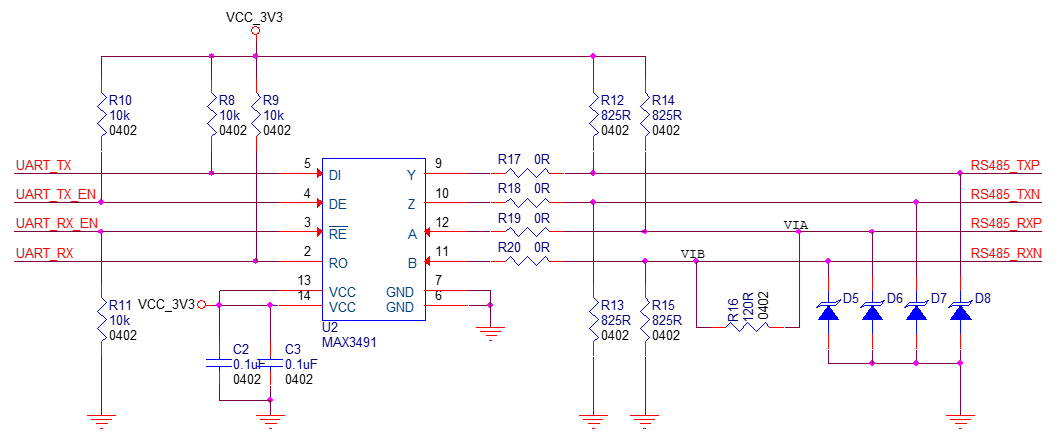 VCC_3V3
R10
10k
0402
R8
10k
0402
R9
10k
0402
R12
825R
0402
R14
825R
0402
UART_TX
5
DI
Y
9
R17 0R
RS485_TXP
UART_TX_EN
4
DE
Z
10
R18 0R
RS485_TXN
UART_RX_EN
3
RE
A
12
R19 0R
VIA
RS485_RXP
UART_RX
2
RO
B
11
R20 0R
VIB
RS485_RXN
VCC_3V3
13
VCC
GND
7
14
VCC
GND
6
U2
MAX3491
R11
10k
0402
C2
0.1uF
0402
C3
0.1uF
0402
R13
825R
0402
R15
825R
0402
R16
120R
0402
D5
D6
D7
D8